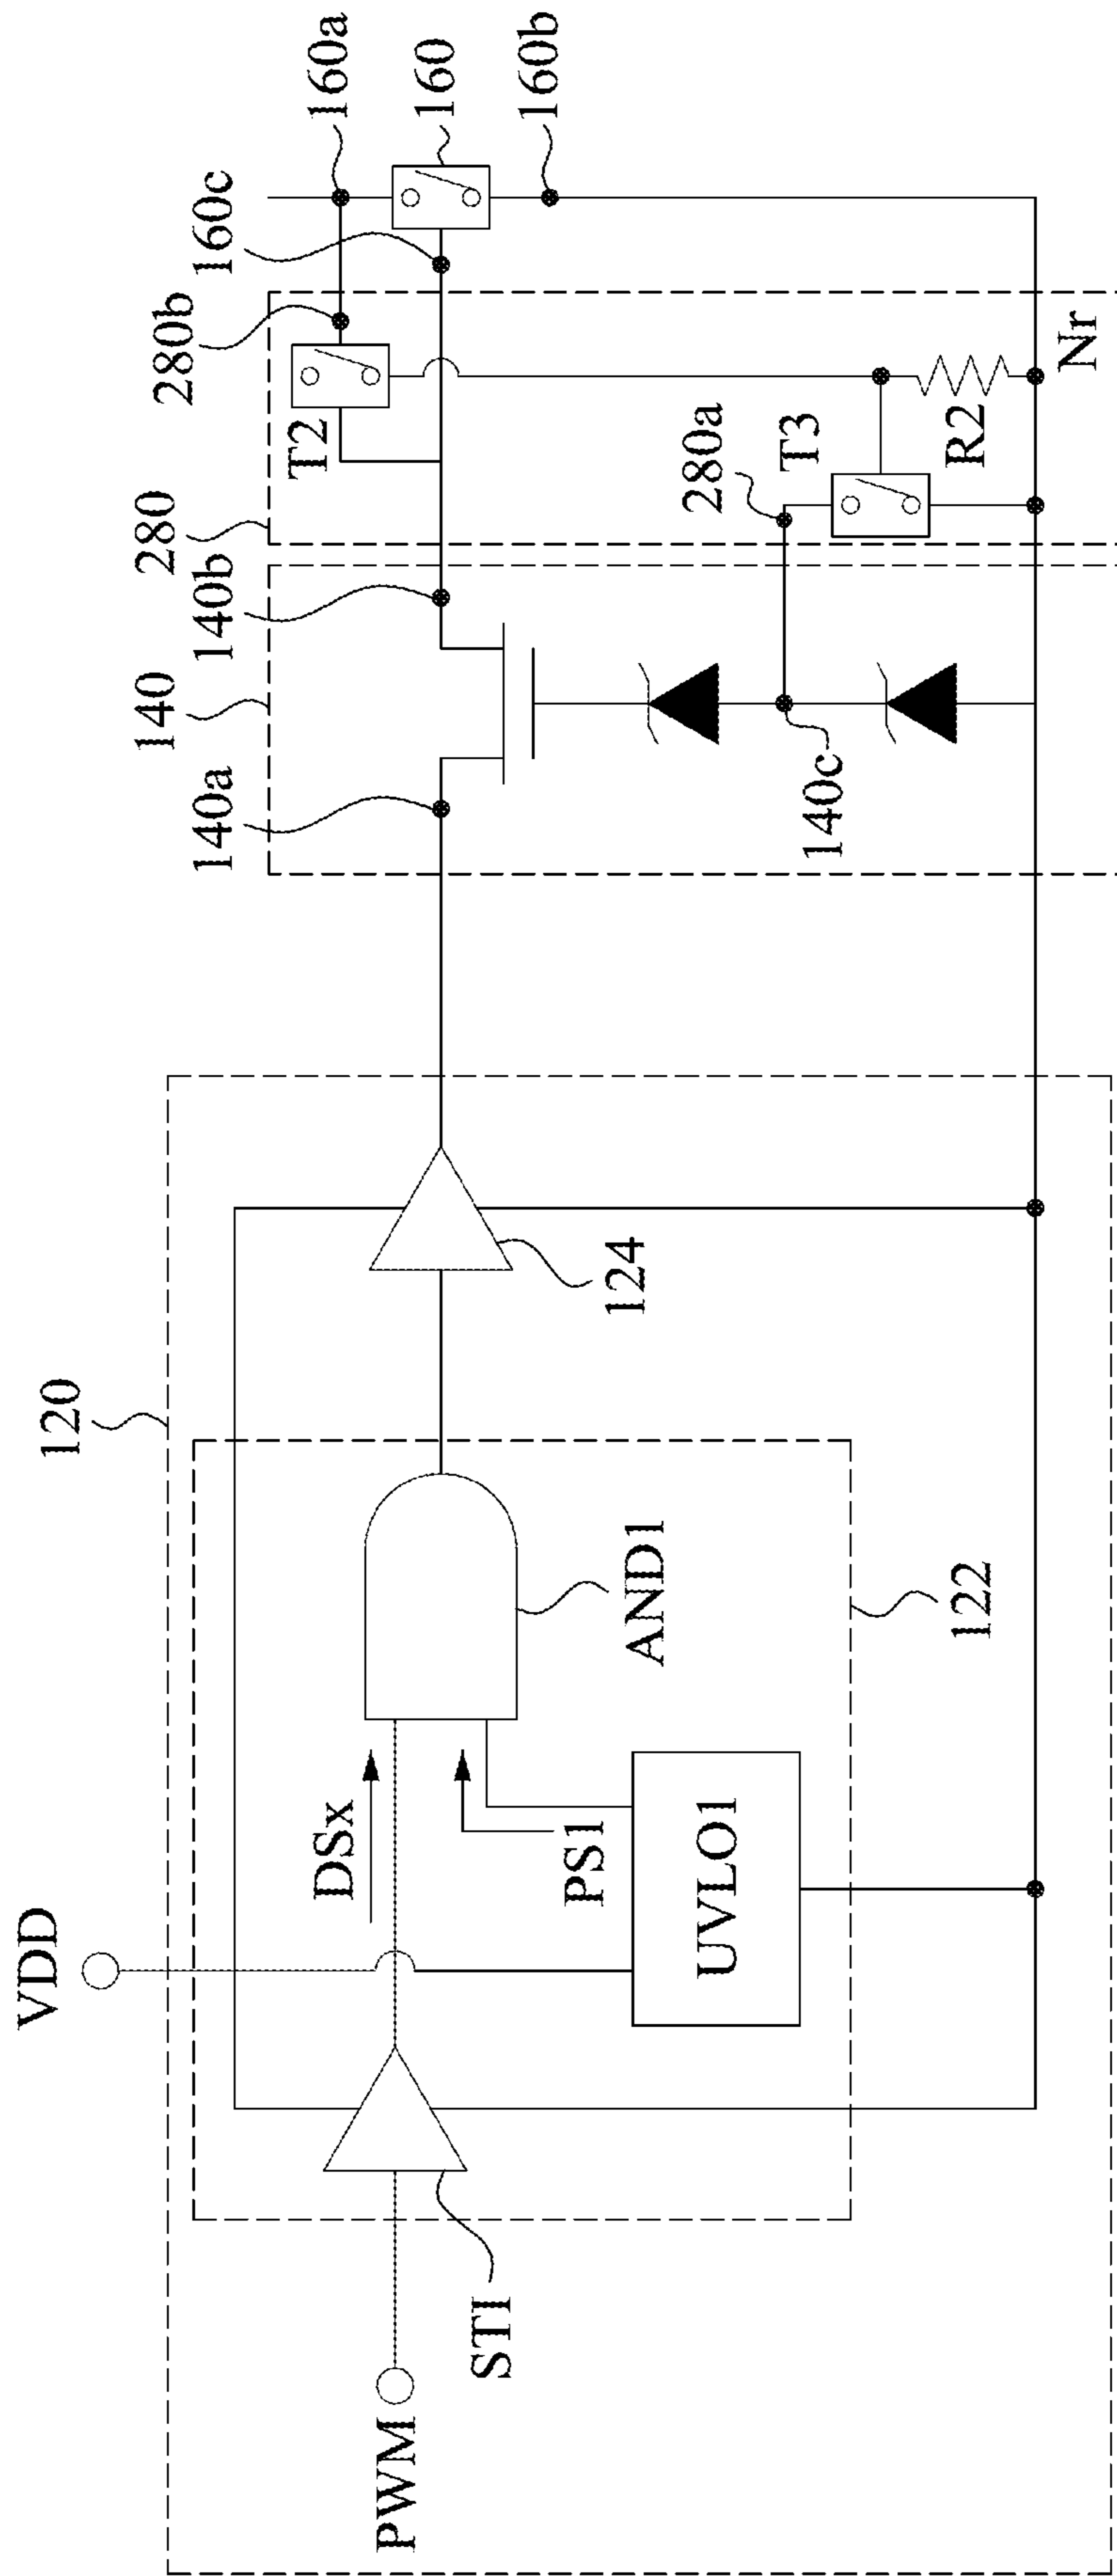 VDD
PWM
STI
DSx
PS1
UVLO1
AND1
122
120
124
140
140a
140b
140c
280
280a
280b
T2
T3
R2
Nr
160c
160a
160
160b